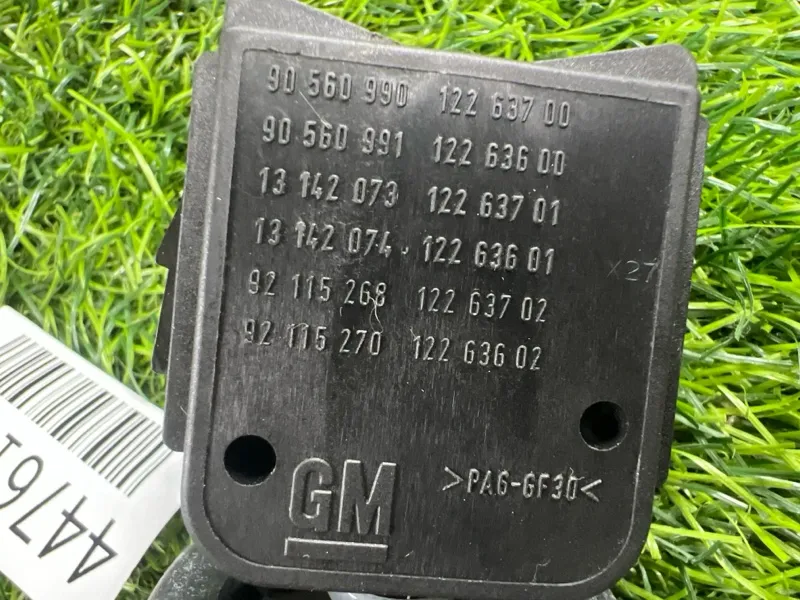 90 560 990 122 637 00
90 560 991 122 636 00
13 142 073 122 637 01
13 142 074 122 636 01
92 115 268 122 637 02
92 115 270 122 636 02
X27
GM
>PA6-GF30<
44761